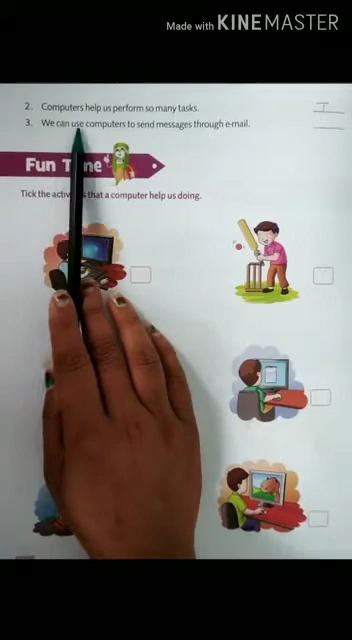 Made with KINEMASTER
2. Computers help us perform so many tasks. T
3. We can use computers to send messages through e-mail.
Fun T me
Tick the activ s that a computer help us doing.